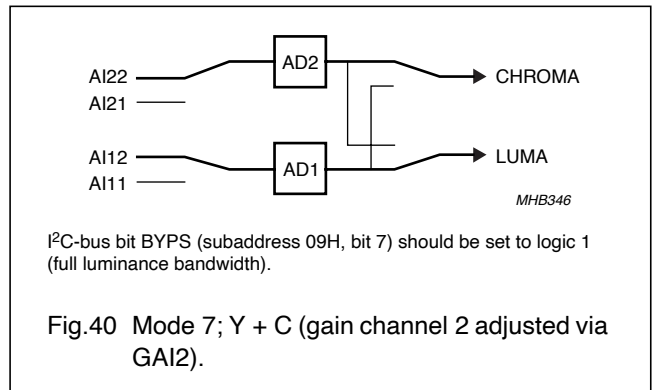 AI22
AD2
CHROMA
AI21
AI12
AD1
LUMA
AI11
MHB346
I²C-bus bit BYPS (subaddress 09H, bit 7) should be set to logic 1
(full luminance bandwidth).
Fig.40 Mode 7; Y + C (gain channel 2 adjusted via
GAI2).